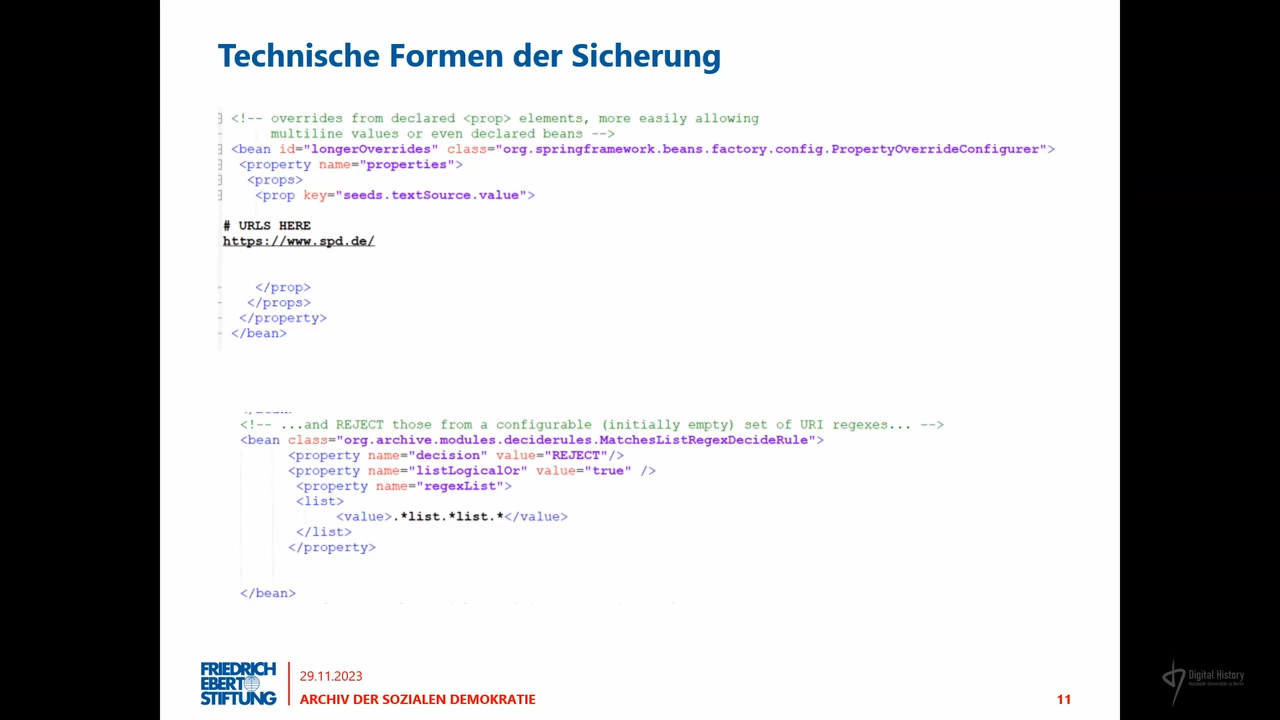 Technische Formen der Sicherung
<!-- overrides from declared <prop> elements, more easily allowing
multiline values or even declared beans -->
<bean id="longerOverrides" class="org.springframework.beans.factory.config.PropertyOverrideConfigurer">
<property name="properties">
<props>
<prop key="seeds.textSource.value">
# URLS HERE
https://www.spd.de/
</prop>
</props>
</property>
</bean>
<!-- ...and REJECT those from a configurable (initially empty) set of URI regexes... -->
<bean class="org.archive.modules.deciderules.MatchesListRegexDecideRule">
<property name="decision" value="REJECT"/>
<property name="listLogicalOr" value="true" />
<property name="regexList">
<list>
<value>.*list.*list.*</value>
</list>
</property>
</bean>
FRIEDRICH
EBERT
STIFTUNG
29.11.2023
ARCHIV DER SOZIALEN DEMOKRATIE
11
Digital History